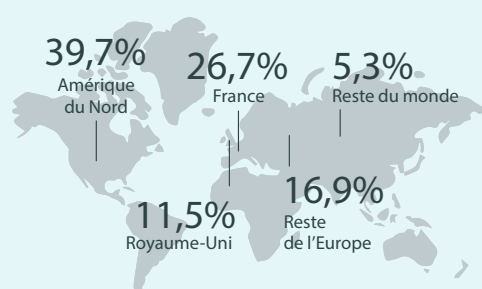 39,7%
Amérique
du Nord
26,7%
France
5,3%
Reste du monde
11,5%
Royaume-Uni
16,9%
Reste
de l’Europe